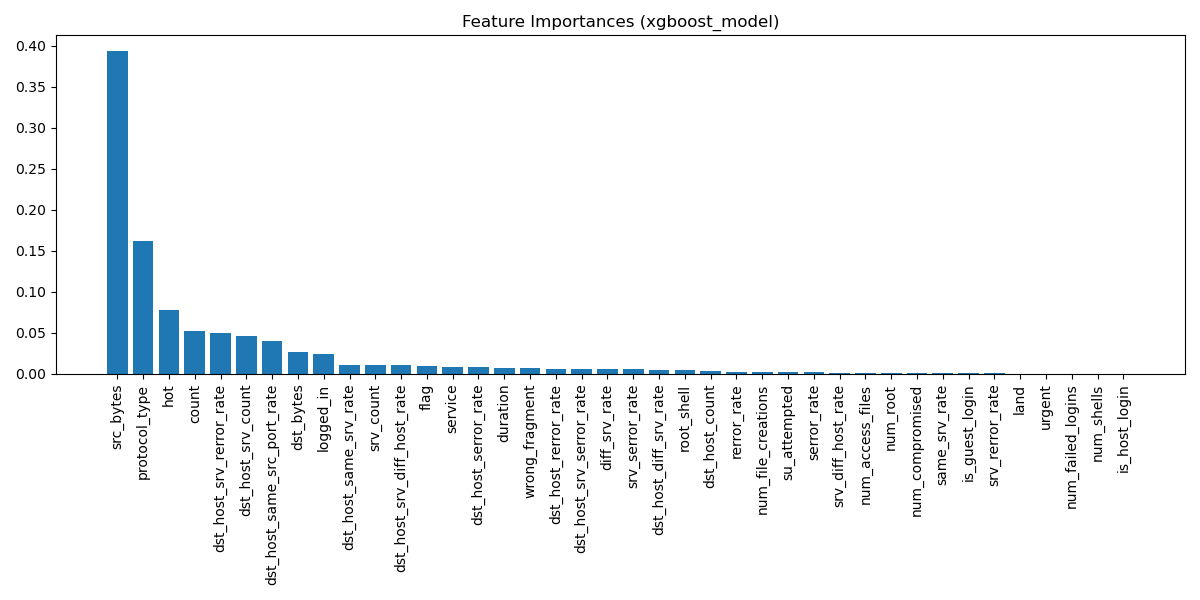 Feature Importances (xgboost_model)
0.40
0.35
0.30
0.25
0.20
0.15
0.10
0.05
0.00
src_bytes
protocol_type
hot
count
dst_host_srv_rerror_rate
dst_host_srv_count
dst_host_same_src_port_rate
dst_bytes
logged_in
dst_host_same_srv_rate
srv_count
dst_host_srv_diff_host_rate
flag
service
dst_host_serror_rate
duration
wrong_fragment
dst_host_rerror_rate
dst_host_srv_serror_rate
diff_srv_rate
srv_serror_rate
dst_host_diff_srv_rate
root_shell
dst_host_count
rerror_rate
num_file_creations
su_attempted
serror_rate
srv_diff_host_rate
num_access_files
num_root
num_compromised
same_srv_rate
is_guest_login
srv_rerror_rate
land
urgent
num_failed_logins
num_shells
is_host_login